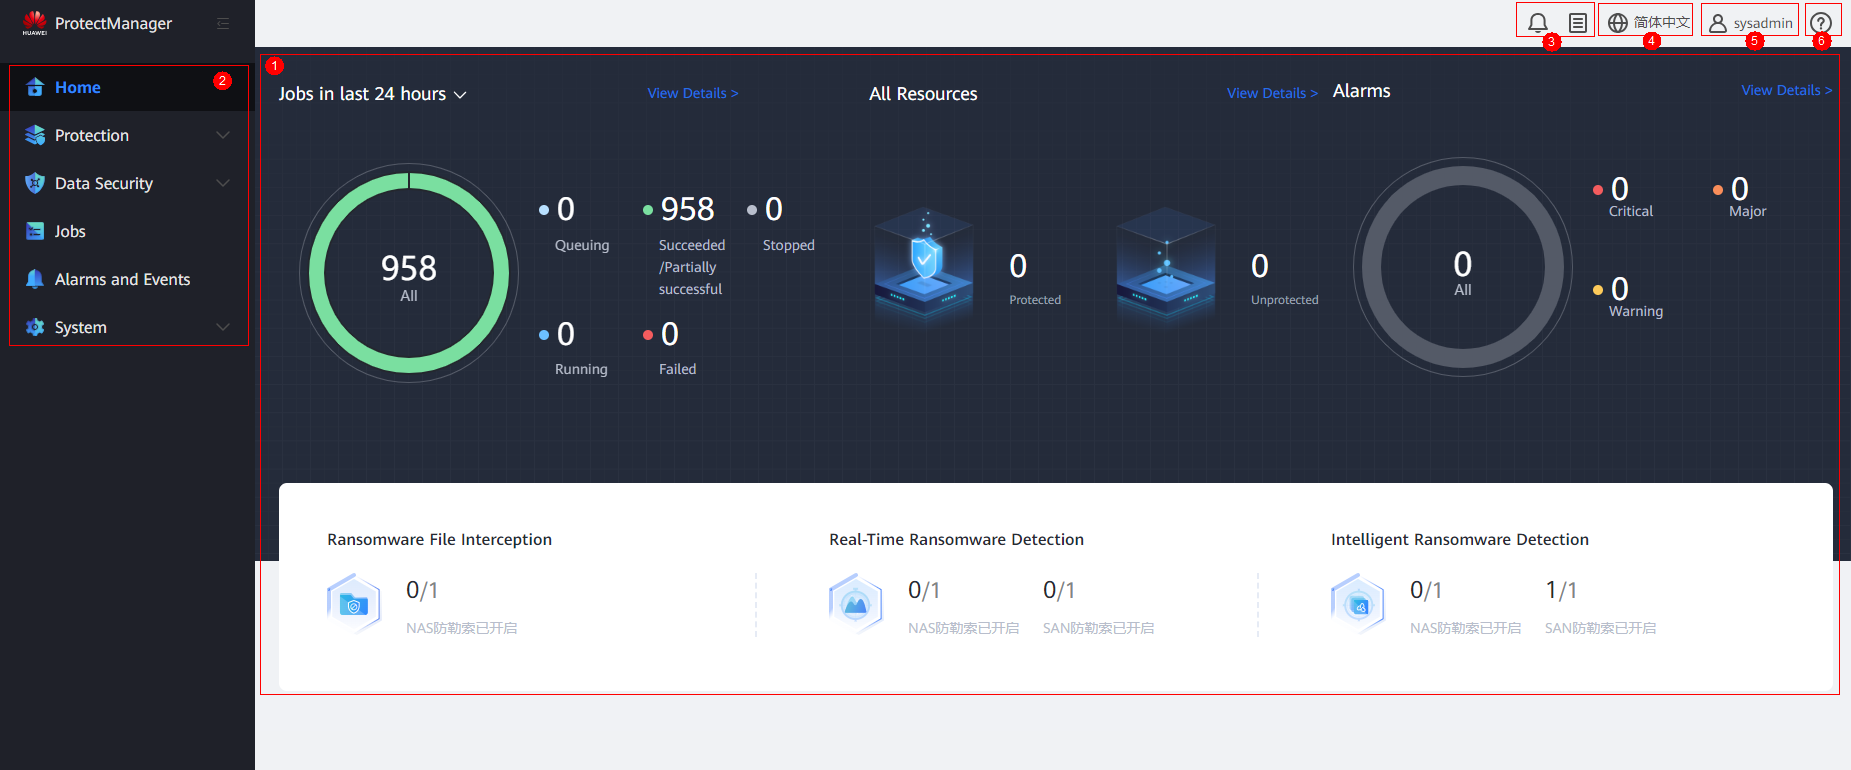 HUAWEI
ProtectManager
3
简体中文
4
sysadmin
5
6
2
Home
Protection
Data Security
Jobs
Alarms and Events
System
1
Jobs in last 24 hours
View Details >
958
All
0
Queuing
958
Succeeded
/Partially
successful
0
Stopped
0
Running
0
Failed
All Resources
View Details >
0
Protected
0
Unprotected
Alarms
View Details >
0
All
0
Critical
0
Major
0
Warning
Ransomware File Interception
0/1
NAS防勒索已开启
Real-Time Ransomware Detection
0/1
NAS防勒索已开启
0/1
SAN防勒索已开启
Intelligent Ransomware Detection
0/1
NAS防勒索已开启
1/1
SAN防勒索已开启